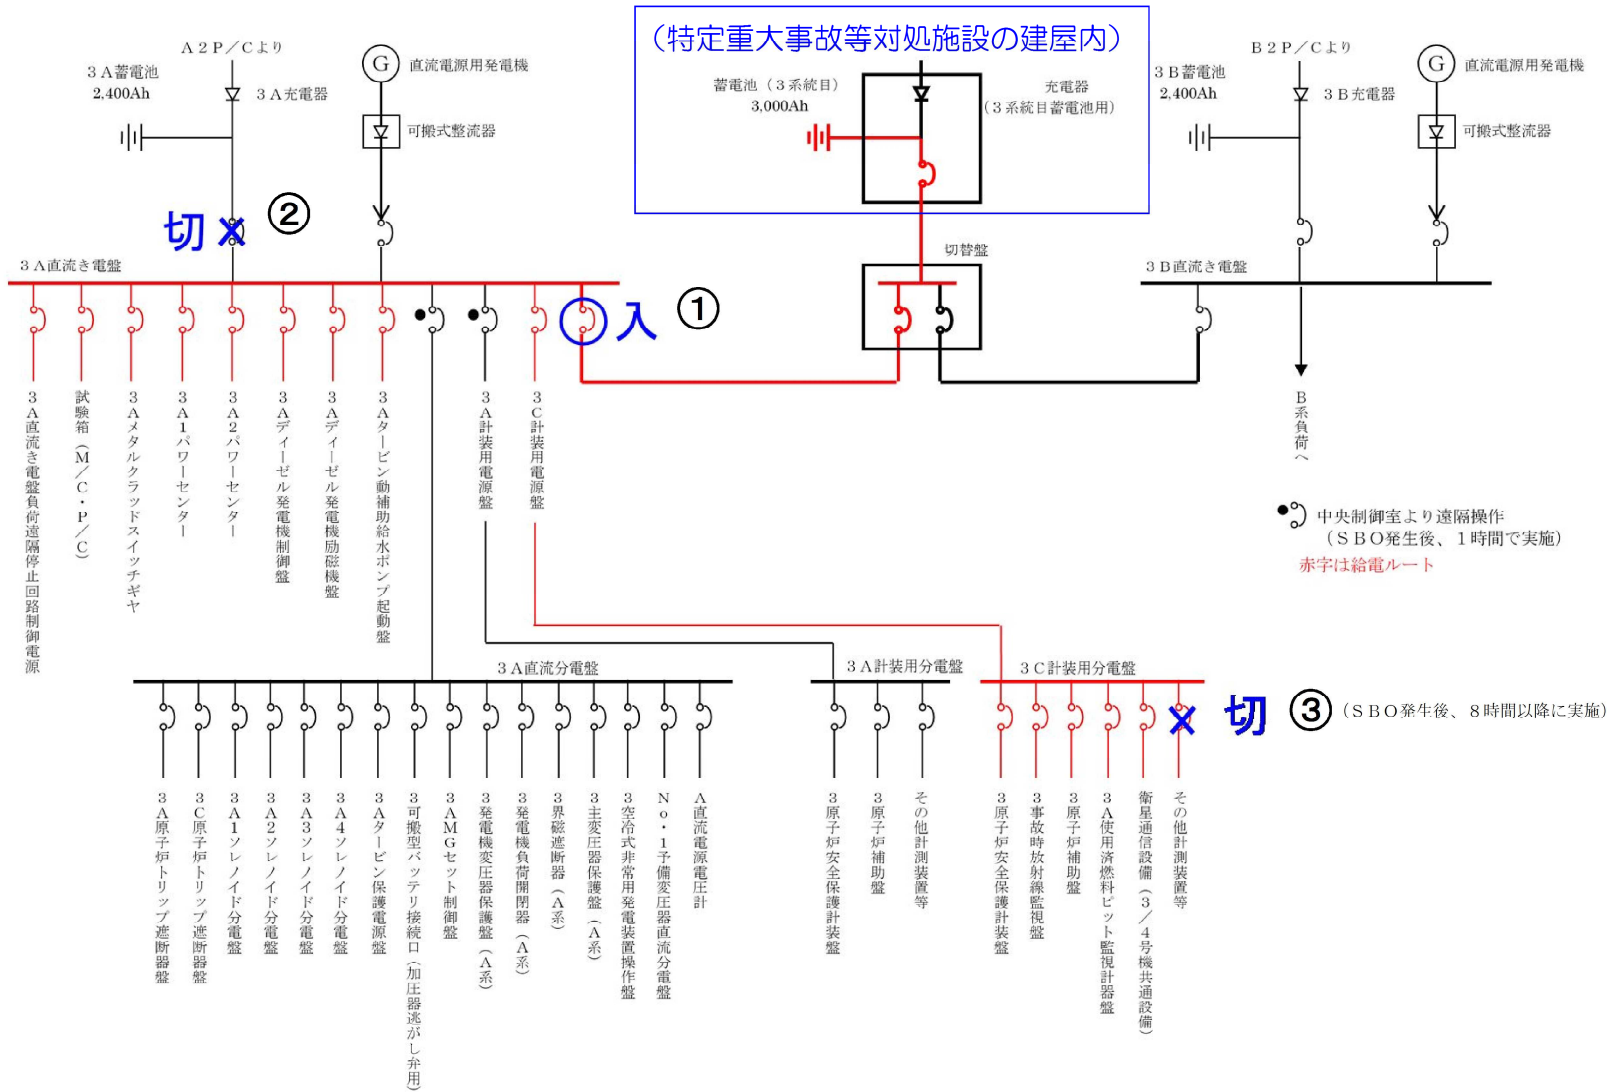 （特定重大事故等対処施設の建屋内）
Ａ２Ｐ／Ｃより
３Ａ蓄電池
2,400Ah
３Ａ充電器
G
直流電源用発電機
可搬式整流器
蓄電池（３系統目）
3,000Ah
充電器
（３系統目蓄電池用）
Ｂ２Ｐ／Ｃより
３Ｂ蓄電池
2,400Ah
３Ｂ充電器
G
直流電源用発電機
可搬式整流器
切 ②
切替盤
３Ａ直流き電盤
３Ｂ直流き電盤
入 ①
３Ａ直流き電盤負荷遠隔停止回路制御電源
試験箱（Ｍ／Ｃ・Ｐ／Ｃ）
３Ａメタルクラッドスイッチギヤ
３Ａ１パワーセンター
３Ａ２パワーセンター
３Ａディーゼル発電機制御盤
３Ａディーゼル発電機励磁機盤
３Ａタービン動補助給水ポンプ起動盤
３Ａ計装用電源盤
３Ｃ計装用電源盤
Ｂ系負荷へ
中央制御室より遠隔操作
（ＳＢＯ発生後、１時間で実施）
赤字は給電ルート
３Ａ直流分電盤
３Ａ計装用分電盤
３Ｃ計装用分電盤
切 ③（ＳＢＯ発生後、８時間以降に実施）
３Ａ原子炉トリップ遮断器盤
３Ｃ原子炉トリップ遮断器盤
３Ａ１ソレノイド分電盤
３Ａ２ソレノイド分電盤
３Ａ３ソレノイド分電盤
３Ａ４ソレノイド分電盤
３Ａタービン保護電源盤
３可搬型バッテリ接続口（加圧器逃がし弁用）
３ＡＭＧセット制御盤
３発電機変圧器保護盤（Ａ系）
３発電機負荷開閉器（Ａ系）
３界磁遮断器（Ａ系）
３主変圧器保護盤（Ａ系）
３空冷式非常用発電装置操作盤
Ｎｏ．１予備変圧器直流分電盤
Ａ直流電源電圧計
３原子炉安全保護計装盤
３原子炉補助盤
その他計測装置等
３原子炉安全保護計装盤
３事故時放射線監視盤
３原子炉補助盤
３Ａ使用済燃料ピット監視計器盤
衛星通信設備（３／４号機共通設備）
その他計測装置等